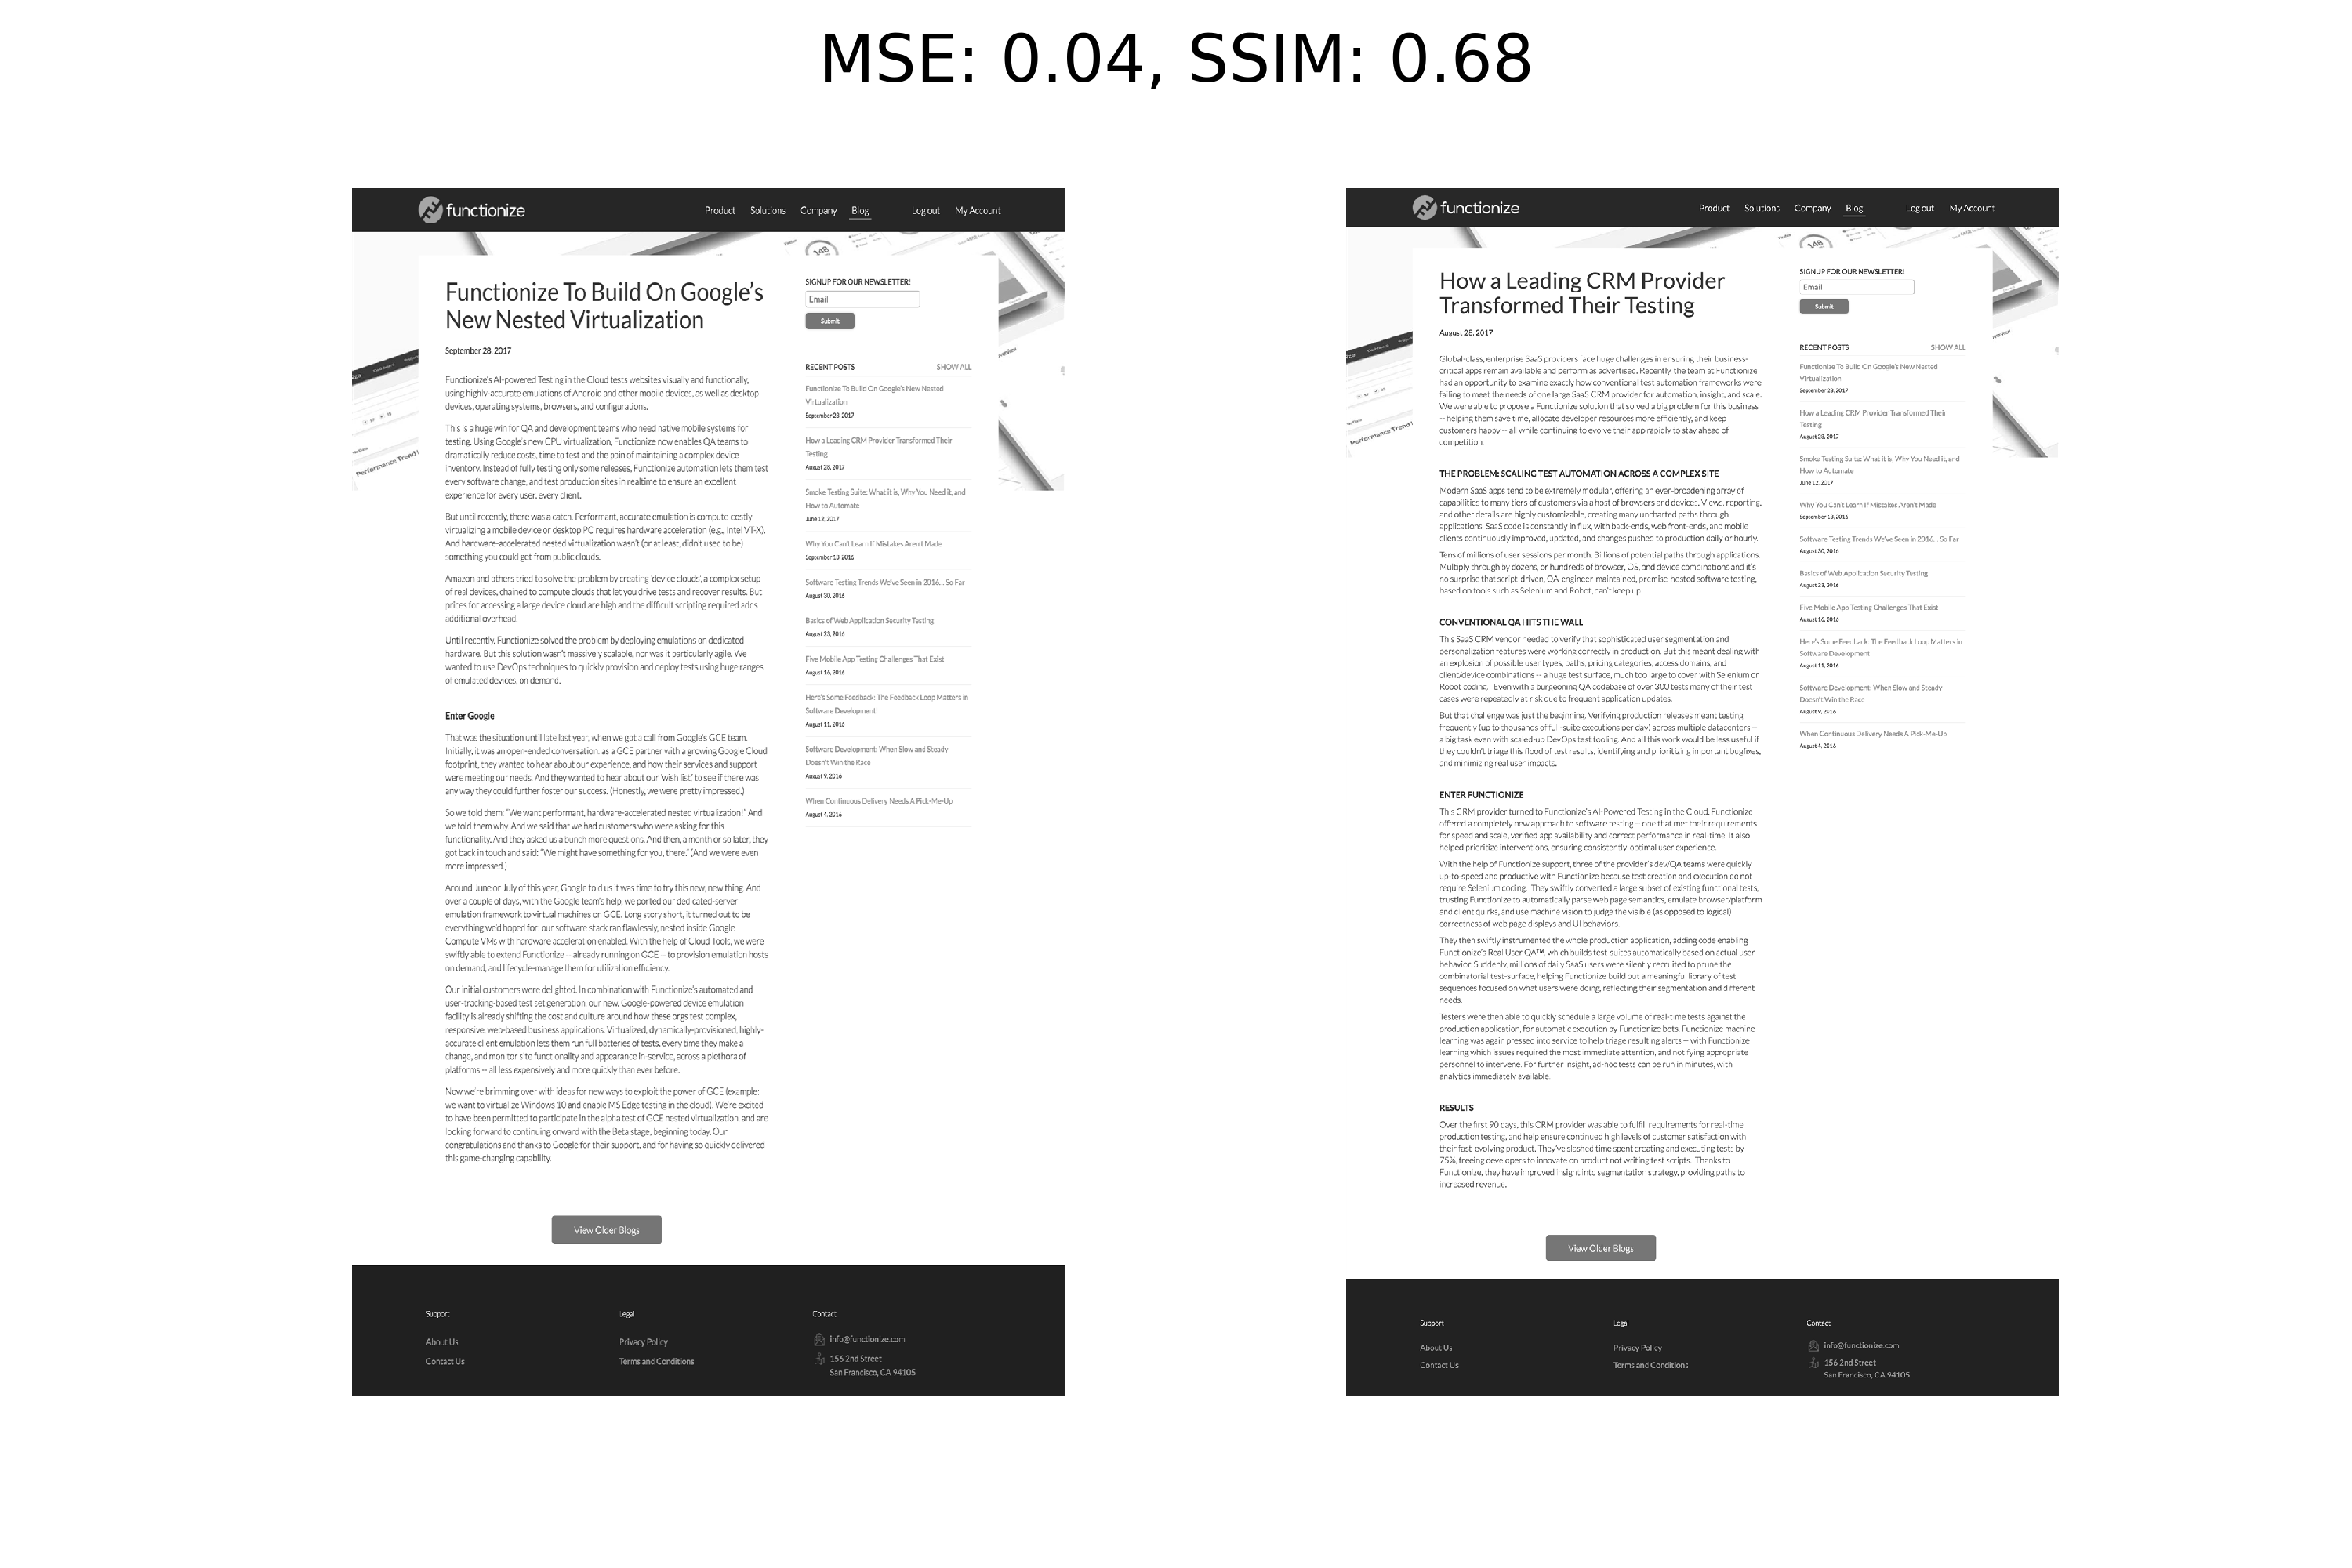 MSE: 0.04, SSIM: 0.68
functionize
Product Solutions Company Blog Log out My Account
148
Performance Trend
Functionize To Build On Google's
New Nested Virtualization
September 28, 2017
Functionize's AI-powered Testing in the Cloud tests websites visually and functionally,
using highly-accurate emulations of Android and other mobile devices, as well as desktop
devices, operating systems, browsers, and configurations.
This is a huge win for QA and development teams who need native mobile systems for
testing. Using Google's new CPU virtualization, Functionize now enables QA teams to
dramatically reduce costs, time to test and the pain of maintaining a complex device
inventory. Instead of fully testing only some releases, Functionize automation lets them test
every software change, and test production sites in realtime to ensure an excellent
experience for every user, every client.
But until recently, there was a catch. Performant, accurate emulation is compute-costly --
virtualizing a mobile device or desktop PC requires hardware acceleration (e.g., Intel VT-X).
And hardware-accelerated nested virtualization wasn't (or at least, didn't used to be)
something you could get from public clouds.
Amazon and others tried to solve the problem by creating 'device clouds', a complex setup
of real devices, chained to compute clouds that let you drive tests and recover results. But
prices for accessing a large device cloud are high and the difficult scripting required adds
additional overhead.
Until recently, Functionize solved the problem by deploying emulations on dedicated
hardware. But this solution wasn't massively scalable, nor was it particularly agile. We
wanted to use DevOps techniques to quickly provision and deploy tests using huge ranges
of emulated devices, on demand.
Enter Google
That was the situation until late last year, when we got a call from Google's GCE team.
Initially, it was an open-ended conversation: as a GCE partner with a growing Google Cloud
footprint, they wanted to hear about our experience, and how their services and support
were meeting our needs. And they wanted to hear about our 'wish list,' to see if there was
any way they could further foster our success. (Honestly, we were pretty impressed.)
So we told them: "We want performant, hardware-accelerated nested virtualization!" And
we told them why. And we said that we had customers who were asking for this
functionality. And they asked us a bunch more questions. And then, a month or so later, they
got back in touch and said: "We might have something for you, there." (And we were even
more impressed.)
Around June or July of this year, Google told us it was time to try this new, new thing. And
over a couple of days, with the Google team's help, we ported our dedicated-server
emulation framework to virtual machines on GCE. Long story short, it turned out to be
everything we'd hoped for: our software stack ran flawlessly, nested inside Google
Compute VMs with hardware acceleration enabled. With the help of Cloud Tools, we were
swiftly able to extend Functionize -- already running on GCE -- to provision emulation hosts
on demand, and lifecycle-manage them for utilization efficiency.
Our initial customers were delighted. In combination with Functionize's automated and
user-tracking-based test set generation, our new, Google-powered device emulation
facility is already shifting the cost and culture around how these orgs test complex,
responsive, web-based business applications. Virtualized, dynamically-provisioned, highly-
accurate client emulation lets them run full batteries of tests, every time they make a
change, and monitor site functionality and appearance in-service, across a plethora of
platforms -- all less expensively and more quickly than ever before.
Now we're brimming over with ideas for new ways to exploit the power of GCE (example:
we want to virtualize Windows 10 and enable MS Edge testing in the cloud). We're excited
to have been permitted to participate in the alpha test of GCE nested virtualization, and are
looking forward to continuing onward with the Beta stage, beginning today. Our
congratulations and thanks to Google for their support, and for having so quickly delivered
this game-changing capability.
View Older Blogs
SIGNUP FOR OUR NEWSLETTER!
Email
Submit
RECENT POSTS SHOW ALL
Functionize To Build On Google's New Nested
Virtualization
September 28, 2017
How a Leading CRM Provider Transformed Their
Testing
August 28, 2017
Smoke Testing Suite: What it is, Why You Need it, and
How to Automate
June 12, 2017
Why You Can't Learn If Mistakes Aren't Made
September 13, 2016
Software Testing Trends We've Seen in 2016... So Far
August 30, 2016
Basics of Web Application Security Testing
August 23, 2016
Five Mobile App Testing Challenges That Exist
August 16, 2016
Here's Some Feedback: The Feedback Loop Matters in
Software Development!
August 11, 2016
Software Development: When Slow and Steady
Doesn't Win the Race
August 9, 2016
When Continuous Delivery Needs A Pick-Me-Up
August 4, 2016
Support
About Us
Contact Us
Legal
Privacy Policy
Terms and Conditions
Contact
info@functionize.com
156 2nd Street
San Francisco, CA 94105
functionize
Product Solutions Company Blog Log out My Account
148
Performance Trend
How a Leading CRM Provider
Transformed Their Testing
August 28, 2017
Global-class, enterprise SaaS providers face huge challenges in ensuring their business-
critical apps remain available and perform as advertised. Recently, the team at Functionize
had an opportunity to examine exactly how conventional test automation frameworks were
failing to meet the needs of one large SaaS CRM provider for automation, insight, and scale.
We were able to propose a Functionize solution that solved a big problem for this business
-- helping them save time, allocate developer resources more efficiently, and keep
customers happy -- all while continuing to evolve their app rapidly to stay ahead of
competition.
THE PROBLEM: SCALING TEST AUTOMATION ACROSS A COMPLEX SITE
Modern SaaS apps tend to be extremely modular, offering an ever-broadening array of
capabilities to many tiers of customers via a host of browsers and devices. Views, reporting,
and other details are highly customizable, creating many uncharted paths through
applications. SaaS code is constantly in flux, with back-ends, web front-ends, and mobile
clients continuously improved, updated, and changes pushed to production daily or hourly.
Tens of millions of user sessions per month. Billions of potential paths through applications.
Multiply through by dozens, or hundreds of browser, OS, and device combinations and it's
no surprise that script-driven, QA-engineer-maintained, premise-hosted software testing,
based on tools such as Selenium and Robot, can't keep up.
CONVENTIONAL QA HITS THE WALL
This SaaS CRM vendor needed to verify that sophisticated user segmentation and
personalization features were working correctly in production. But this meant dealing with
an explosion of possible user types, paths, pricing categories, access domains, and
client/device combinations -- a huge test surface, much too large to cover with Selenium or
Robot coding. Even with a burgeoning QA codebase of over 300 tests many of their test
cases were repeatedly at risk due to frequent application updates.
But that challenge was just the beginning. Verifying production releases meant testing
frequently (up to thousands of full-suite executions per day) across multiple datacenters --
a big task even with scaled-up DevOps test tooling. And all this work would be less useful if
they couldn't triage this flood of test results, identifying and prioritizing important bugfixes,
and minimizing real user impacts.
ENTER FUNCTIONIZE
This CRM provider turned to Functionize's AI-Powered Testing in the Cloud. Functionize
offered a completely new approach to software testing -- one that met their requirements
for speed and scale, verified app availability and correct performance in real-time. It also
helped prioritize interventions, ensuring consistently-optimal user experience.
With the help of Functionize support, three of the provider's dev/QA teams were quickly
up-to-speed and productive with Functionize because test creation and execution do not
require Selenium coding. They swiftly converted a large subset of existing functional tests,
trusting Functionize to automatically parse web page semantics, emulate browser/platform
and client quirks, and use machine vision to judge the visible (as opposed to logical)
correctness of web page displays and UI behaviors
They then swiftly instrumented the whole production application, adding code enabling
Functionize's Real User QA™, which builds test-suites automatically based on actual user
behavior. Suddenly, millions of daily SaaS users were silently recruited to prune the
combinatorial test-surface, helping Functionize build out a meaningful library of test
sequences focused on what users were doing, reflecting their segmentation and different
needs.
Testers were then able to quickly schedule a large volume of real-time tests against the
production application, for automatic execution by Functionize bots. Functionize machine
learning was again pressed into service to help triage resulting alerts -- with Functionize
learning which issues required the most immediate attention, and notifying appropriate
personnel to intervene. For further insight, ad-hoc tests can be run in minutes, with
analytics immediately available.
RESULTS
Over the first 90 days, this CRM provider was able to fulfill requirements for real-time
production testing, and help ensure continued high levels of customer satisfaction with
their fast-evolving product. They've slashed time spent creating and executing tests by
75%, freeing developers to innovate on product not writing test scripts. Thanks to
Functionize, they have improved insight into segmentation strategy, providing paths to
increased revenue.
View Older Blogs
SIGNUP FOR OUR NEWSLETTER!
Email
Submit
RECENT POSTS SHOW ALL
Functionize To Build On Google's New Nested
Virtualization
September 28, 2017
How a Leading CRM Provider Transformed Their
Testing
August 28, 2017
Smoke Testing Suite: What it is, Why You Need it, and
How to Automate
June 12, 2017
Why You Can't Learn If Mistakes Aren't Made
September 13, 2016
Software Testing Trends We've Seen in 2016... So Far
August 30, 2016
Basics of Web Application Security Testing
August 23, 2016
Five Mobile App Testing Challenges That Exist
August 16, 2016
Here's Some Feedback: The Feedback Loop Matters in
Software Development!
August 11, 2016
Software Development: When Slow and Steady
Doesn't Win the Race
August 9, 2016
When Continuous Delivery Needs A Pick-Me-Up
August 4, 2016
Support
About Us
Contact Us
Legal
Privacy Policy
Terms and Conditions
Contact
info@functionize.com
156 2nd Street
San Francisco, CA 94105